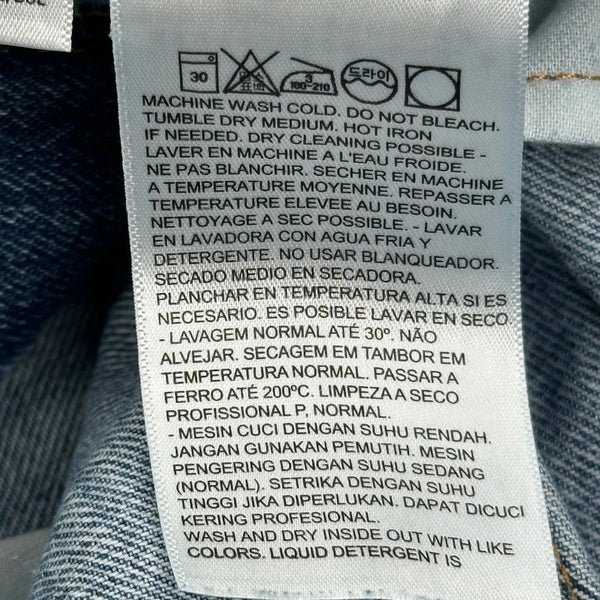 30
3
180~210
드라이
MACHINE WASH COLD. DO NOT BLEACH.
TUMBLE DRY MEDIUM. HOT IRON
IF NEEDED. DRY CLEANING POSSIBLE -
LAVER EN MACHINE A L'EAU FROIDE.
NE PAS BLANCHIR. SECHER EN MACHINE
A TEMPERATURE MOYENNE. REPASSER A
TEMPERATURE ELEVEE AU BESOIN.
NETTOYAGE A SEC POSSIBLE. - LAVAR
EN LAVADORA CON AGUA FRIA Y
DETERGENTE. NO USAR BLANQUEADOR.
SECADO MEDIO EN SECADORA.
PLANCHAR EN TEMPERATURA ALTA SI ES
NECESARIO. ES POSIBLE LAVAR EN SECO
- LAVAGEM NORMAL ATÉ 30º. NÃO
ALVEJAR. SECAGEM EM TAMBOR EM
TEMPERATURA NORMAL. PASSAR A
FERRO ATÉ 200ºC. LIMPEZA A SECO
PROFISSIONAL P, NORMAL.
- MESIN CUCI DENGAN SUHU RENDAH.
JANGAN GUNAKAN PEMUTIH. MESIN
PENGERING DENGAN SUHU SEDANG
(NORMAL). SETRIKA DENGAN SUHU
TINGGI JIKA DIPERLUKAN. DAPAT DICUCI
KERING PROFESIONAL.
WASH AND DRY INSIDE OUT WITH LIKE
COLORS. LIQUID DETERGENT IS